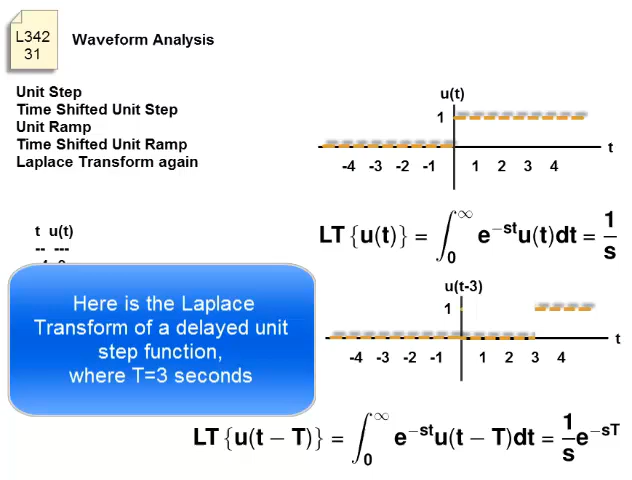 L342
31
Waveform Analysis
Unit Step
Time Shifted Unit Step
Unit Ramp
Time Shifted Unit Ramp
Laplace Transform again
u(t)
1
t
-4 -3 -2 -1 1 2 3 4
t u(t)
-- ---
LT {u(t)} = ∫₀^∞ e^{-st}u(t)dt = 1/s
Here is the Laplace
Transform of a delayed unit
step function,
where T=3 seconds
u(t-3)
1
t
-4 -3 -2 -1 1 2 3 4
LT {u(t − T)} = ∫₀^∞ e^{-st}u(t − T)dt = 1/s e^{-sT}